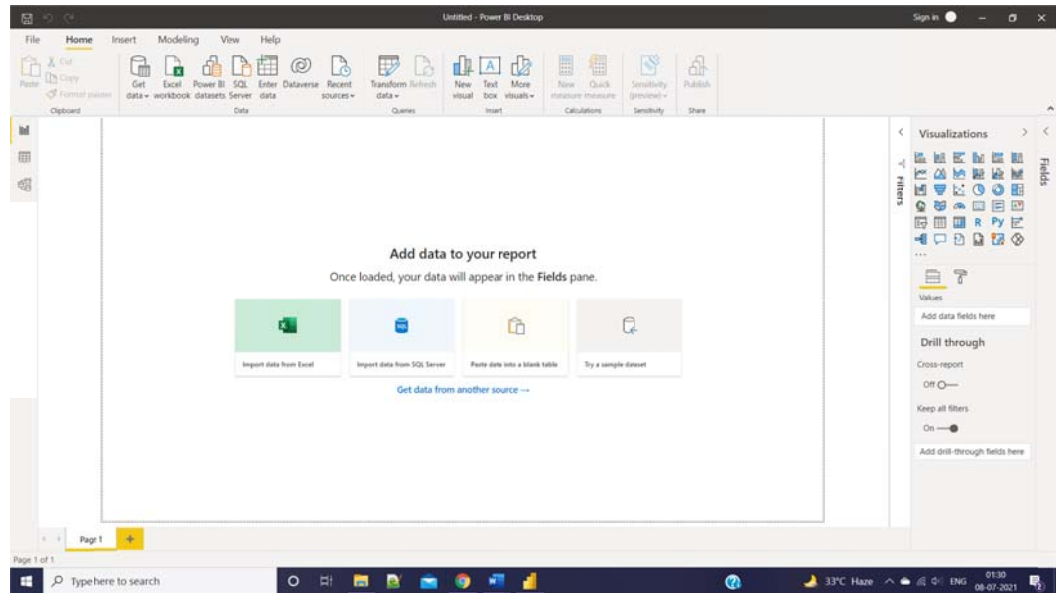 Untitled - Power BI Desktop
Sign in
File Home Insert Modeling View Help
Paste
Cut
Copy
Format painter
Clipboard
Get data
Excel workbook
Power BI datasets
SQL Server
Enter data
Dataverse
Recent sources
Data
Transform data
Refresh
Queries
New visual
Text box
More visuals
Insert
New measure
Quick measure
Calculations
Sensitivity (preview)
Sensitivity
Publish
Share
Add data to your report
Once loaded, your data will appear in the Fields pane.
Import data from Excel
Import data from SQL Server
Paste data into a blank table
Try a sample dataset
Get data from another source →
Filters
Visualizations
R Py
...
Values
Add data fields here
Drill through
Cross-report
Off
Keep all filters
On
Add drill-through fields here
Fields
Page 1
Page 1 of 1
Type here to search
33°C Haze
ENG
01:30
08-07-2021